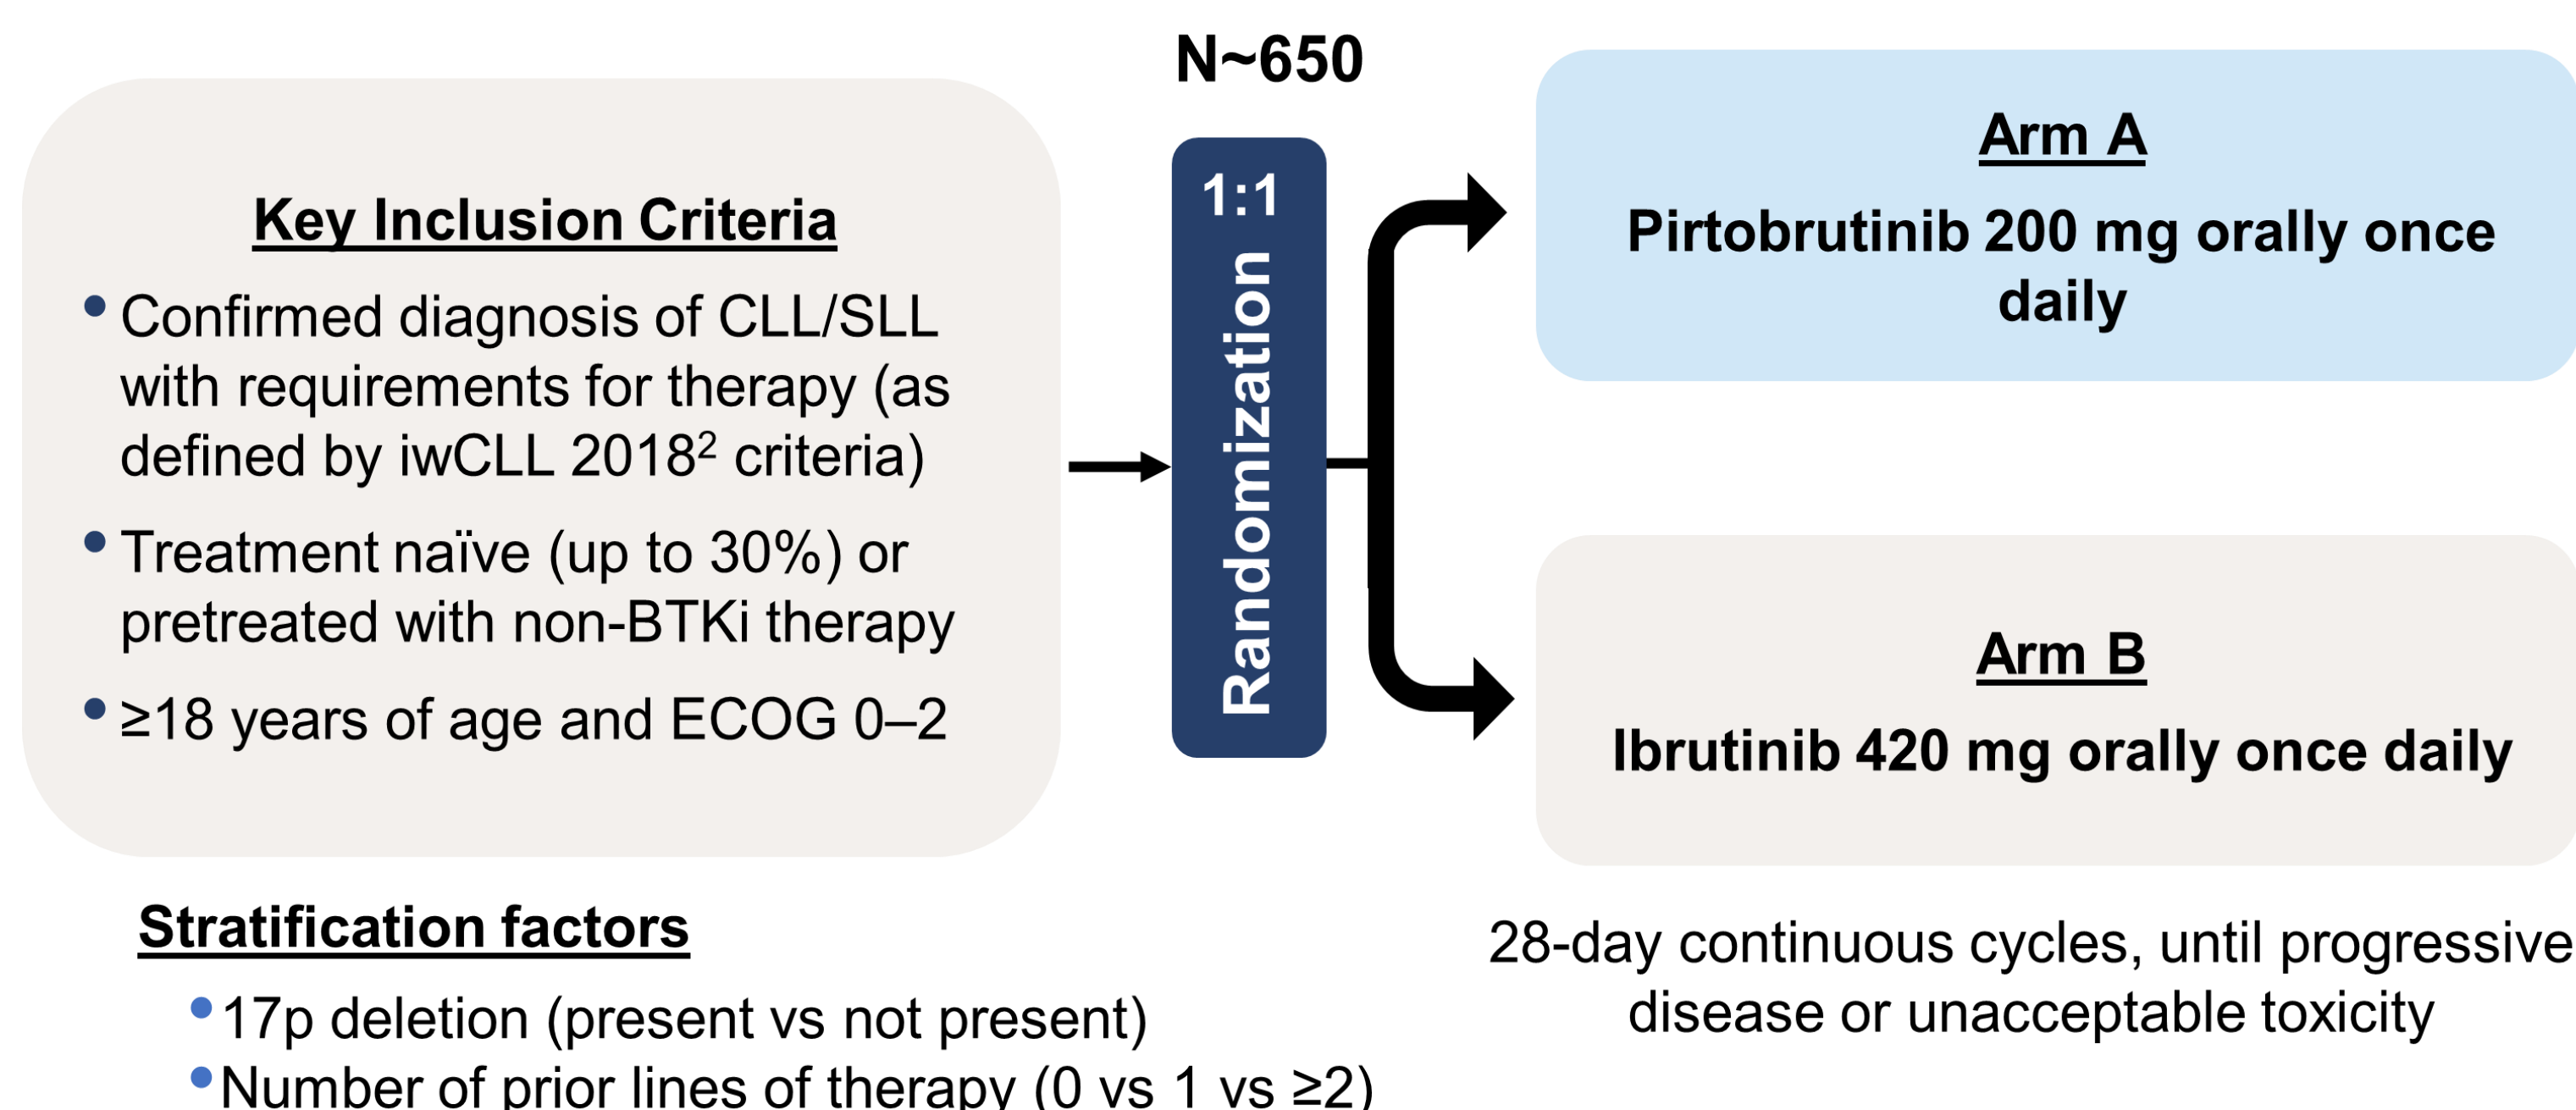 N~650
Key Inclusion Criteria
• Confirmed diagnosis of CLL/SLL
with requirements for therapy (as
defined by iwCLL 2018² criteria)
• Treatment naïve (up to 30%) or
pretreated with non-BTKi therapy
• ≥18 years of age and ECOG 0–2
1:1
Randomization
Arm A
Pirtobrutinib 200 mg orally once
daily
Arm B
Ibrutinib 420 mg orally once daily
Stratification factors
• 17p deletion (present vs not present)
• Number of prior lines of therapy (0 vs 1 vs ≥2)
28-day continuous cycles, until progressive
disease or unacceptable toxicity